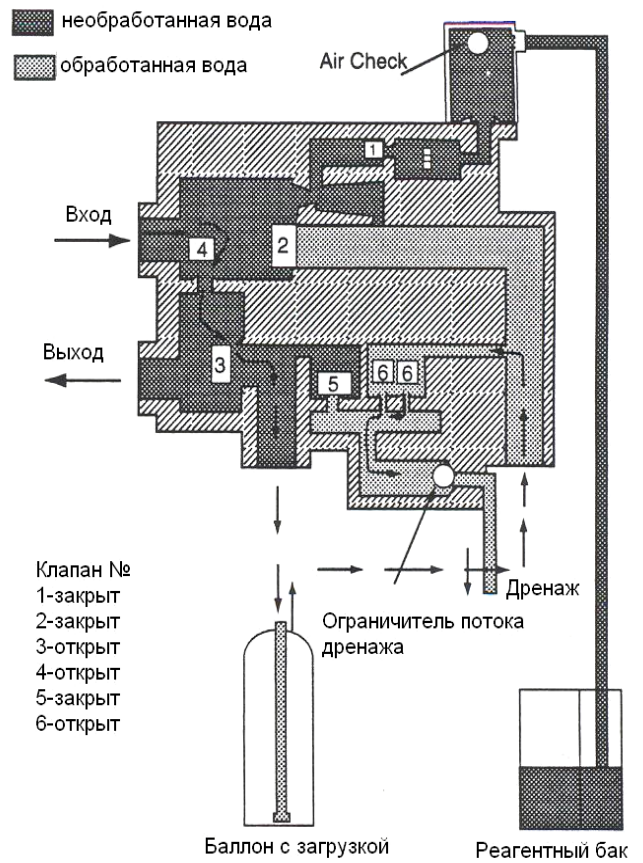 необработанная вода
обработанная вода
Air Check
1
Вход
4
2
Выход
3
5
6 6
Клапан №
1-закрыт
2-закрыт
3-открыт
4-открыт
5-закрыт
6-открыт
Дренаж
Ограничитель потока
дренажа
Баллон с загрузкой
Реагентный бак